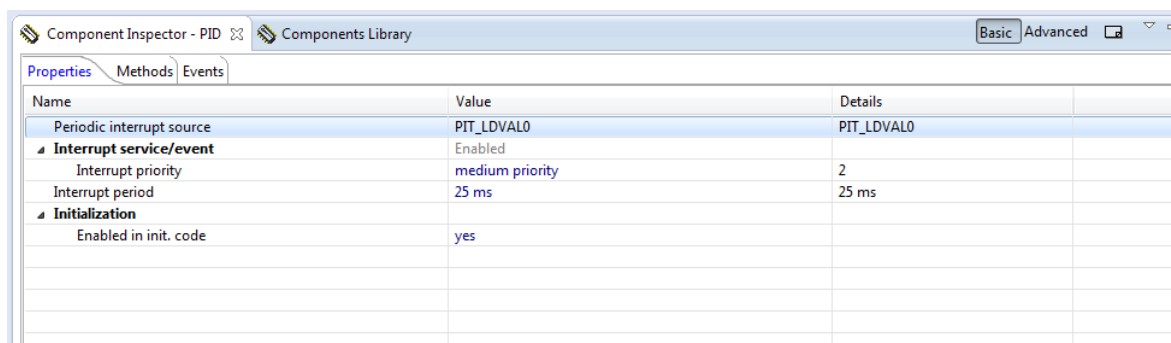 Component Inspector - PID Components Library Basic Advanced
Properties Methods Events
Name Value Details
Periodic interrupt source PIT_LDVAL0 PIT_LDVAL0
Interrupt service/event Enabled
Interrupt priority medium priority 2
Interrupt period 25 ms 25 ms
Initialization
Enabled in init. code yes